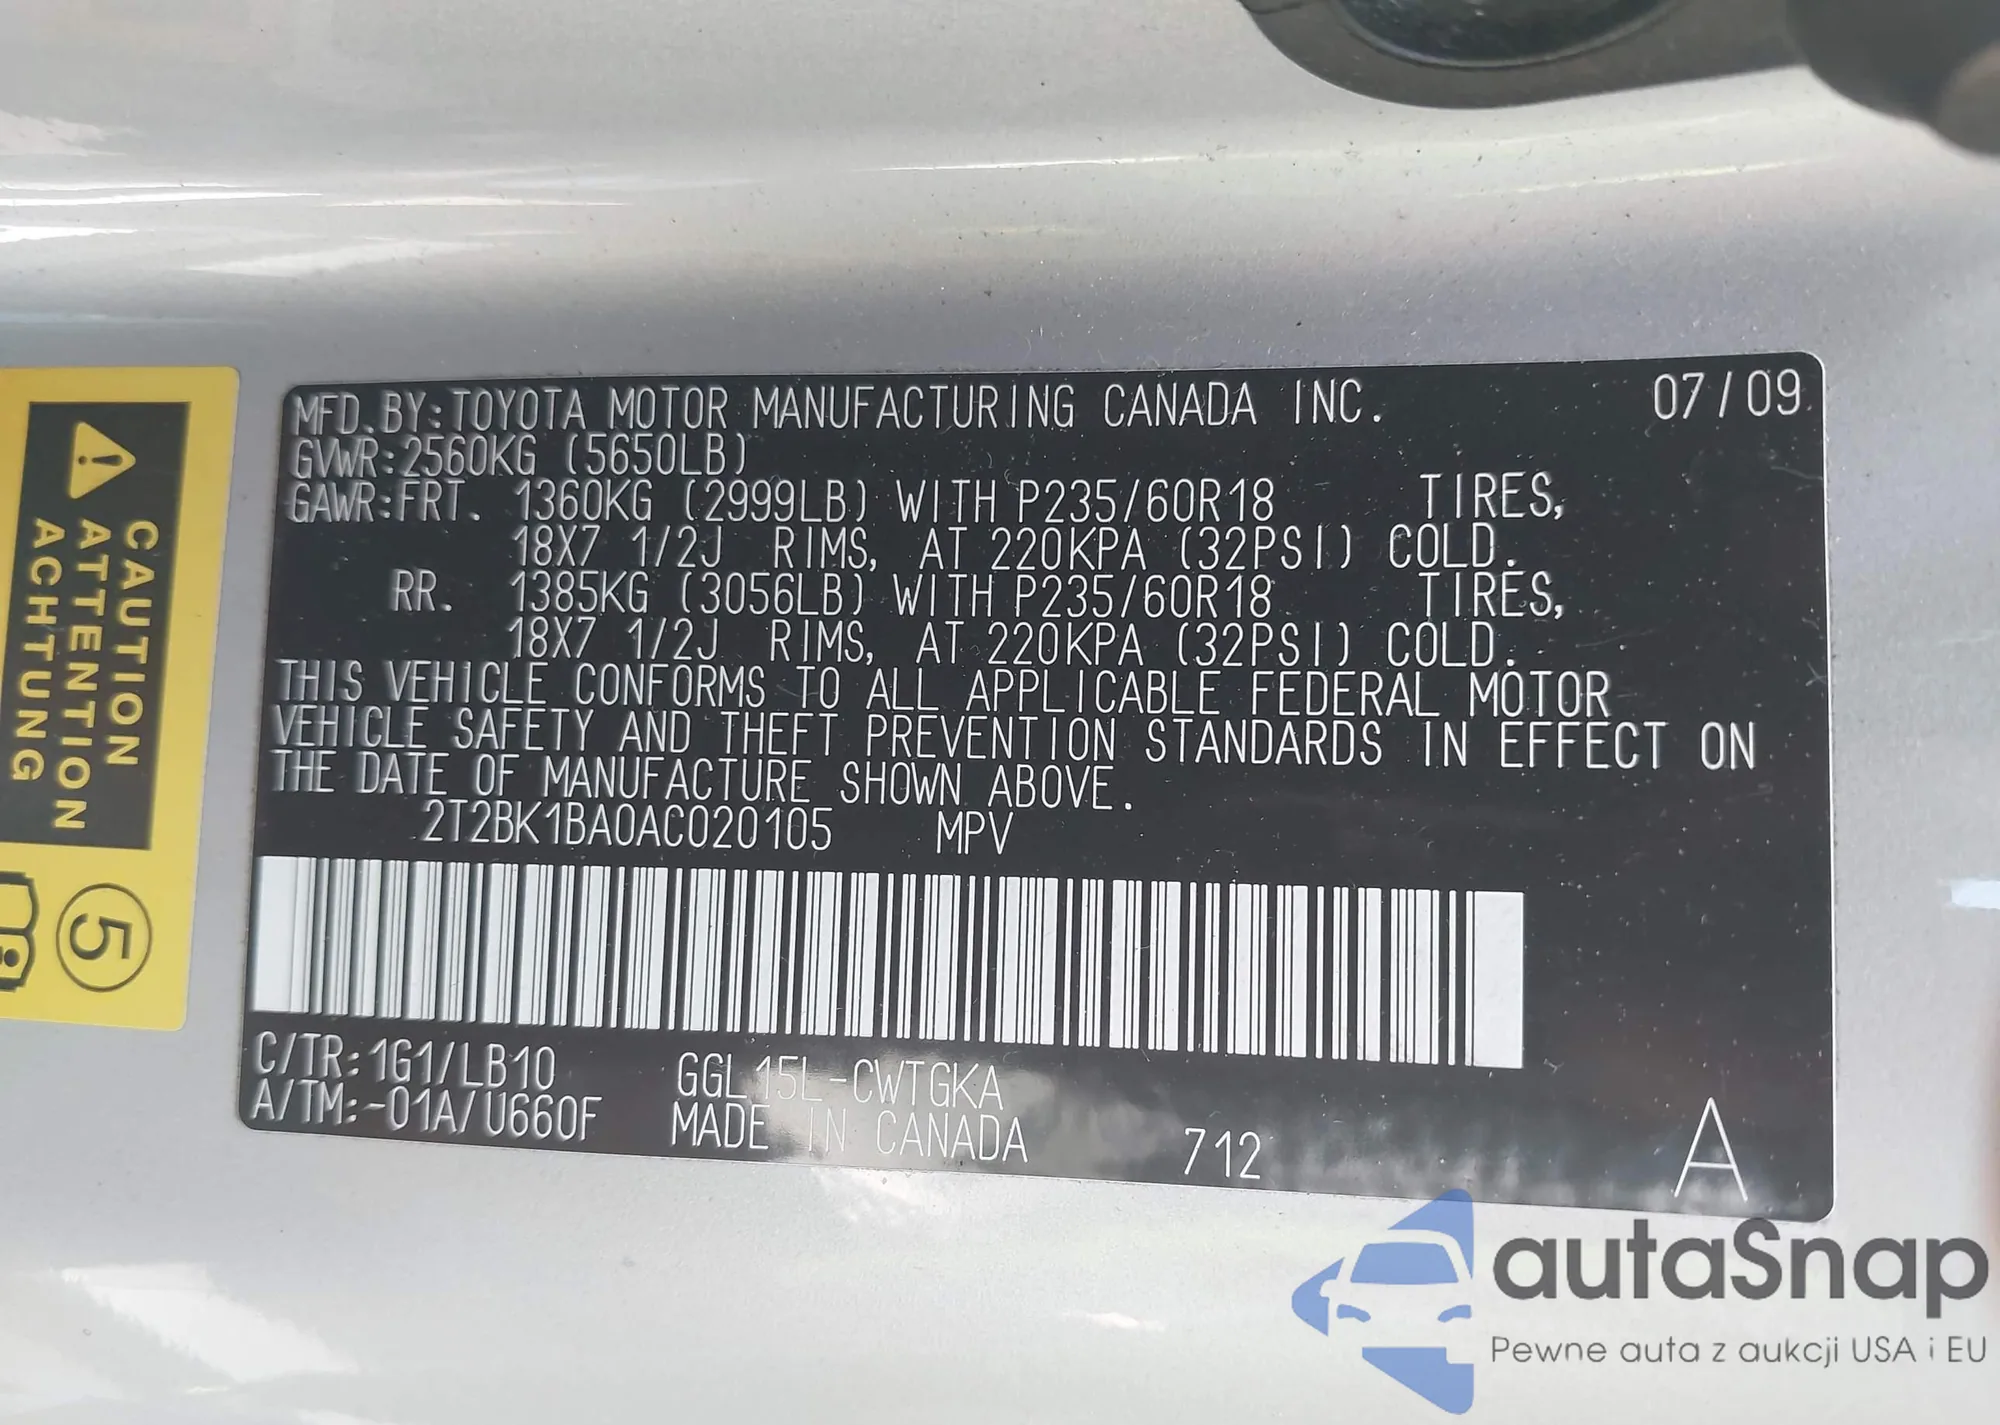 MFD.BY:TOYOTA MOTOR MANUFACTURING CANADA INC. 07/09
GVWR:2560KG (5650LB)
GAWR:FRT. 1360KG (2999LB) WITH P235/60R18 TIRES,
18X7 1/2J RIMS, AT 220KPA (32PSI) COLD.
RR. 1385KG (3056LB) WITH P235/60R18 TIRES,
18X7 1/2J RIMS, AT 220KPA (32PSI) COLD.
THIS VEHICLE CONFORMS TO ALL APPLICABLE FEDERAL MOTOR
VEHICLE SAFETY AND THEFT PREVENTION STANDARDS IN EFFECT ON
THE DATE OF MANUFACTURE SHOWN ABOVE.
2T2BK1BA0AC020105 MPV
C/TR:1G1/LB10 GGL15L-CWTGKA
A/TM:-01A/U660F MADE IN CANADA 712 A
CAUTION
ATTENTION
ACHTUNG
5
autaSnap
Pewne auta z aukcji USA i EU